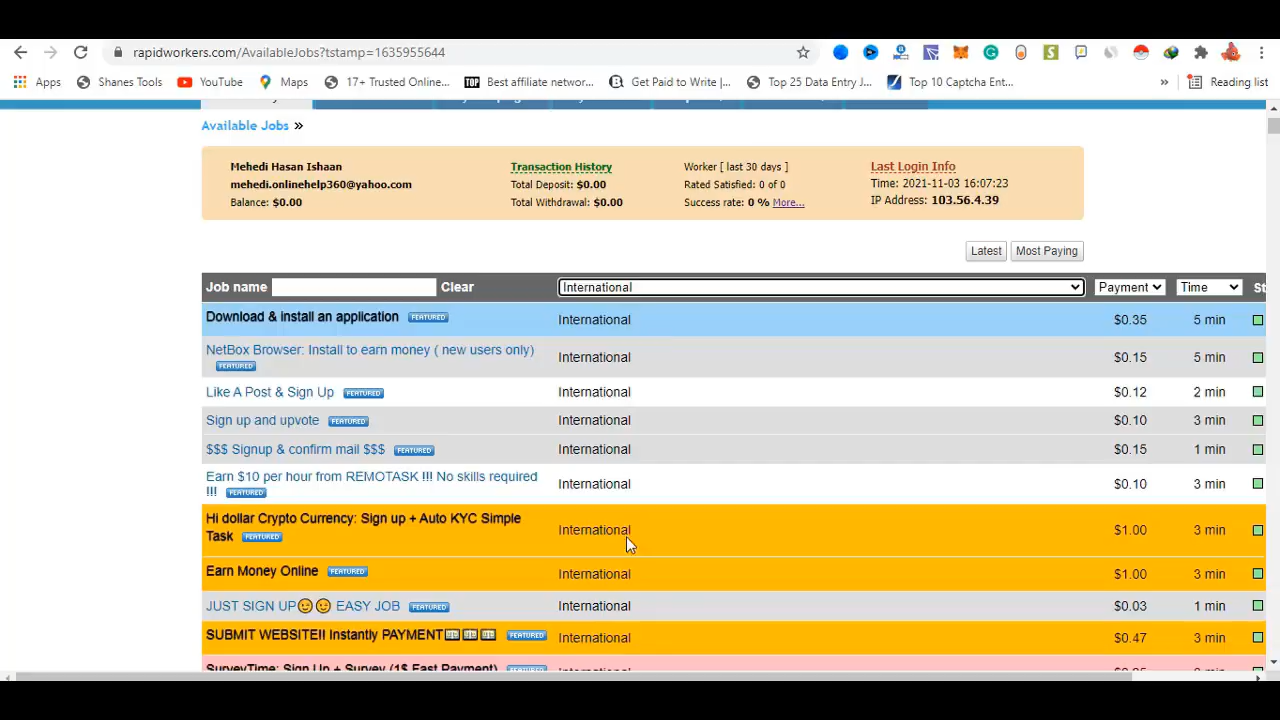 rapidworkers.com/AvailableJobs?tstamp=1635955644
Apps Shanes Tools YouTube Maps 17+ Trusted Onlin... TOP Best affiliate networ... Get Paid to Write |... Top 25 Data Entry J... Top 10 Captcha Ent... » Reading list
Available Jobs »
Mehedi Hasan Ishaan Transaction History Worker [ last 30 days ] Last Login Info
mehedi.onlinehelp360@yahoo.com Total Deposit: $0.00 Rated Satisfied: 0 of 0 Time: 2021-11-03 16:07:23
Balance: $0.00 Total Withdrawal: $0.00 Success rate: 0 % More... IP Address: 103.56.4.39
Latest Most Paying
Job name Clear International Payment Time St
Download & install an application FEATURED International $0.35 5 min
NetBox Browser: Install to earn money ( new users only) FEATURED International $0.15 5 min
Like A Post & Sign Up FEATURED International $0.12 2 min
Sign up and upvote FEATURED International $0.10 3 min
$$$ Signup & confirm mail $$$ FEATURED International $0.15 1 min
Earn $10 per hour from REMOTASK !!! No skills required
!!! FEATURED International $0.10 3 min
Hi dollar Crypto Currency: Sign up + Auto KYC Simple
Task FEATURED International $1.00 3 min
Earn Money Online FEATURED International $1.00 3 min
JUST SIGN UP😉😉 EASY JOB FEATURED International $0.03 1 min
SUBMIT WEBSITE!! Instantly PAYMENT FEATURED International $0.47 3 min
SurveyTime: Sign Up + Survey (1$ Fast Payment)